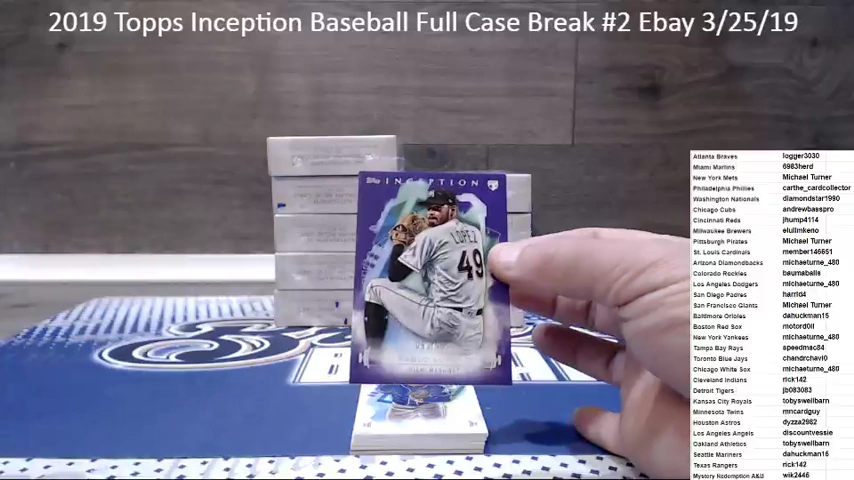 2019 Topps Inception Baseball Full Case Break #2 Ebay 3/25/19
Topps INCEPTION
LOPEZ
49
Atlanta Braves logger3030
Miami Marlins 6983herd
New York Mets Michael Turner
Philadelphia Phillies carthe_cardcollector
Washington Nationals diamondstar1990
Chicago Cubs andrewbasspro
Cincinnati Reds jhump4114
Milwaukee Brewers elullmkeno
Pittsburgh Pirates Michael Turner
St. Louis Cardinals member146651
Arizona Diamondbacks michaeturne_480
Colorado Rockies baumaballs
Los Angeles Dodgers michaeturne_480
San Diego Padres harrid4
San Francisco Giants Michael Turner
Baltimore Orioles dahuckman15
Boston Red Sox motord0il
New York Yankees michaeturne_480
Tampa Bay Rays speedmac84
Toronto Blue Jays chandrchavi0
Chicago White Sox michaeturne_480
Cleveland Indians rick142
Detroit Tigers jb083083
Kansas City Royals tobyswellbarn
Minnesota Twins mncardguy
Houston Astros dyzza2982
Los Angeles Angels discountvessie
Oakland Athletics tobyswellbarn
Seattle Mariners dahuckman15
Texas Rangers rick142
Mystery Redemption A&U wik2446